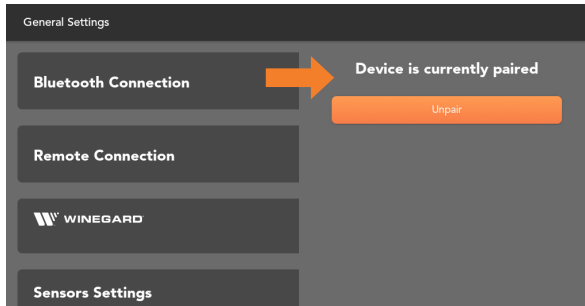 General Settings
Bluetooth Connection
Device is currently paired
Unpair
Remote Connection
WINEGARD
Sensors Settings